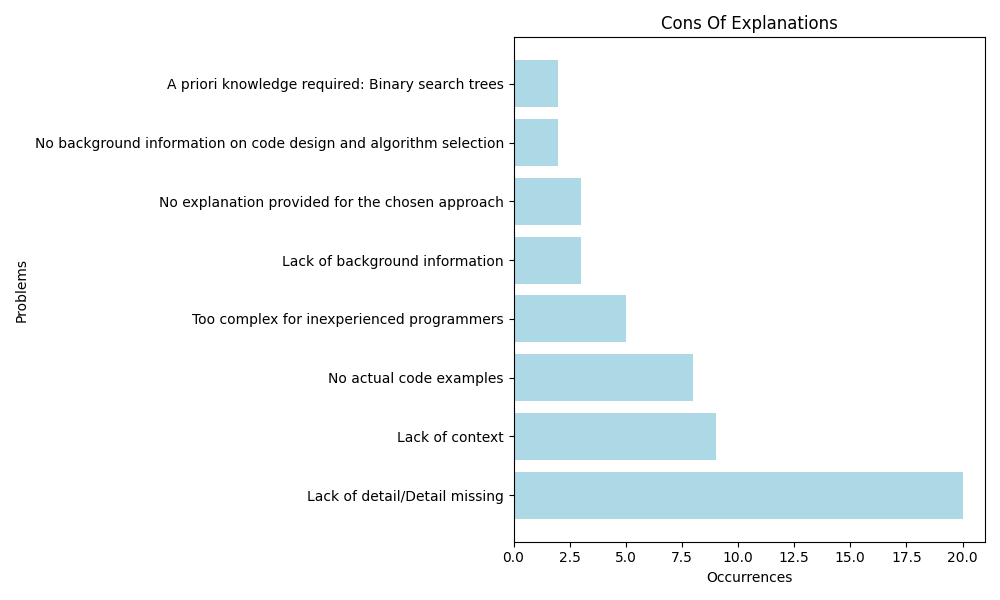 Cons Of Explanations
Problems
A priori knowledge required: Binary search trees
No background information on code design and algorithm selection
No explanation provided for the chosen approach
Lack of background information
Too complex for inexperienced programmers
No actual code examples
Lack of context
Lack of detail/Detail missing
0.0 2.5 5.0 7.5 10.0 12.5 15.0 17.5 20.0
Occurrences